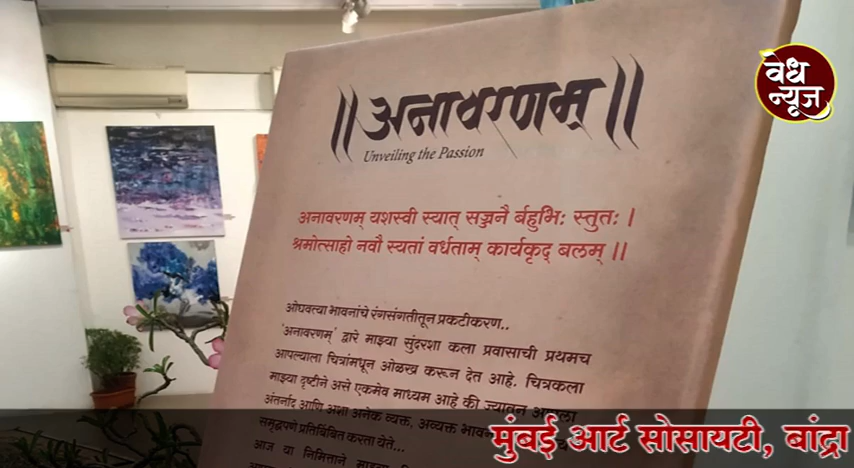 वेध
न्यूज
॥ अनावरणम् ॥
Unveiling the Passion
अनावरणम् यशस्वी स्यात् सज्जनै र्बहुभिः स्तुतः ।
श्रमोत्साहो नवौ स्यतां वर्धताम् कार्यकृद् बलम् ॥
ओघवत्या भावनांचे रंगसंगतीतून प्रकटीकरण..
'अनावरणम्' द्वारे माझ्या सुंदरशा कला प्रवासाची प्रथमच
आपल्याला चित्रांमधून ओळख करून देत आहे. चित्रकला
माझ्या दृष्टीने असे एकमेव माध्यम आहे की ज्यातून
अंतर्नाद आणि अशा अनेक व्यक्त, अव्यक्त
प्रतिबिंबित करता येते...
आज या निमित्ताने माझ्या
मुंबई आर्ट सोसायटी, बांद्रा